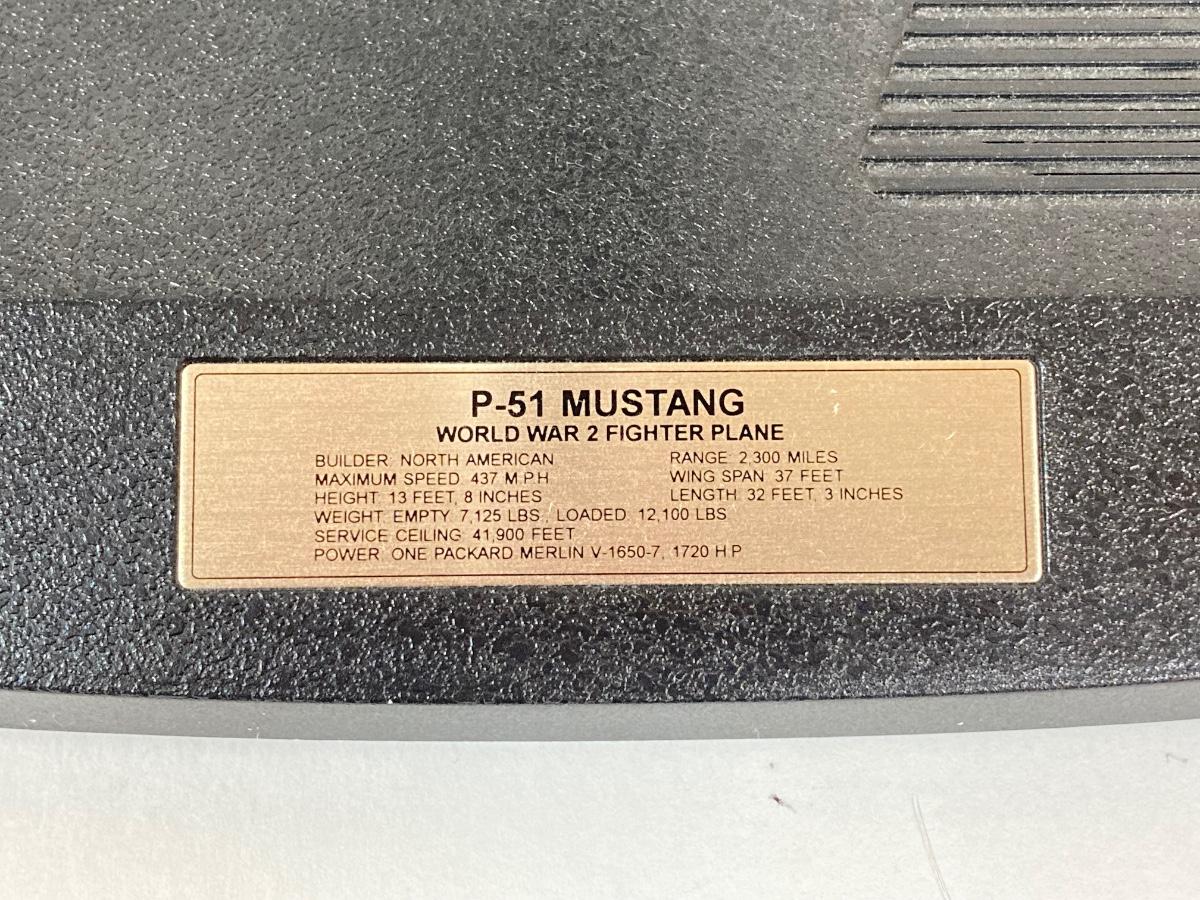 P-51 MUSTANG
WORLD WAR 2 FIGHTER PLANE
BUILDER: NORTH AMERICAN RANGE: 2,300 MILES
MAXIMUM SPEED: 437 M.P.H. WING SPAN: 37 FEET
HEIGHT: 13 FEET, 8 INCHES LENGTH: 32 FEET, 3 INCHES
WEIGHT: EMPTY: 7,125 LBS., LOADED: 12,100 LBS.
SERVICE CEILING: 41,900 FEET
POWER: ONE PACKARD MERLIN V-1650-7, 1720 H.P.